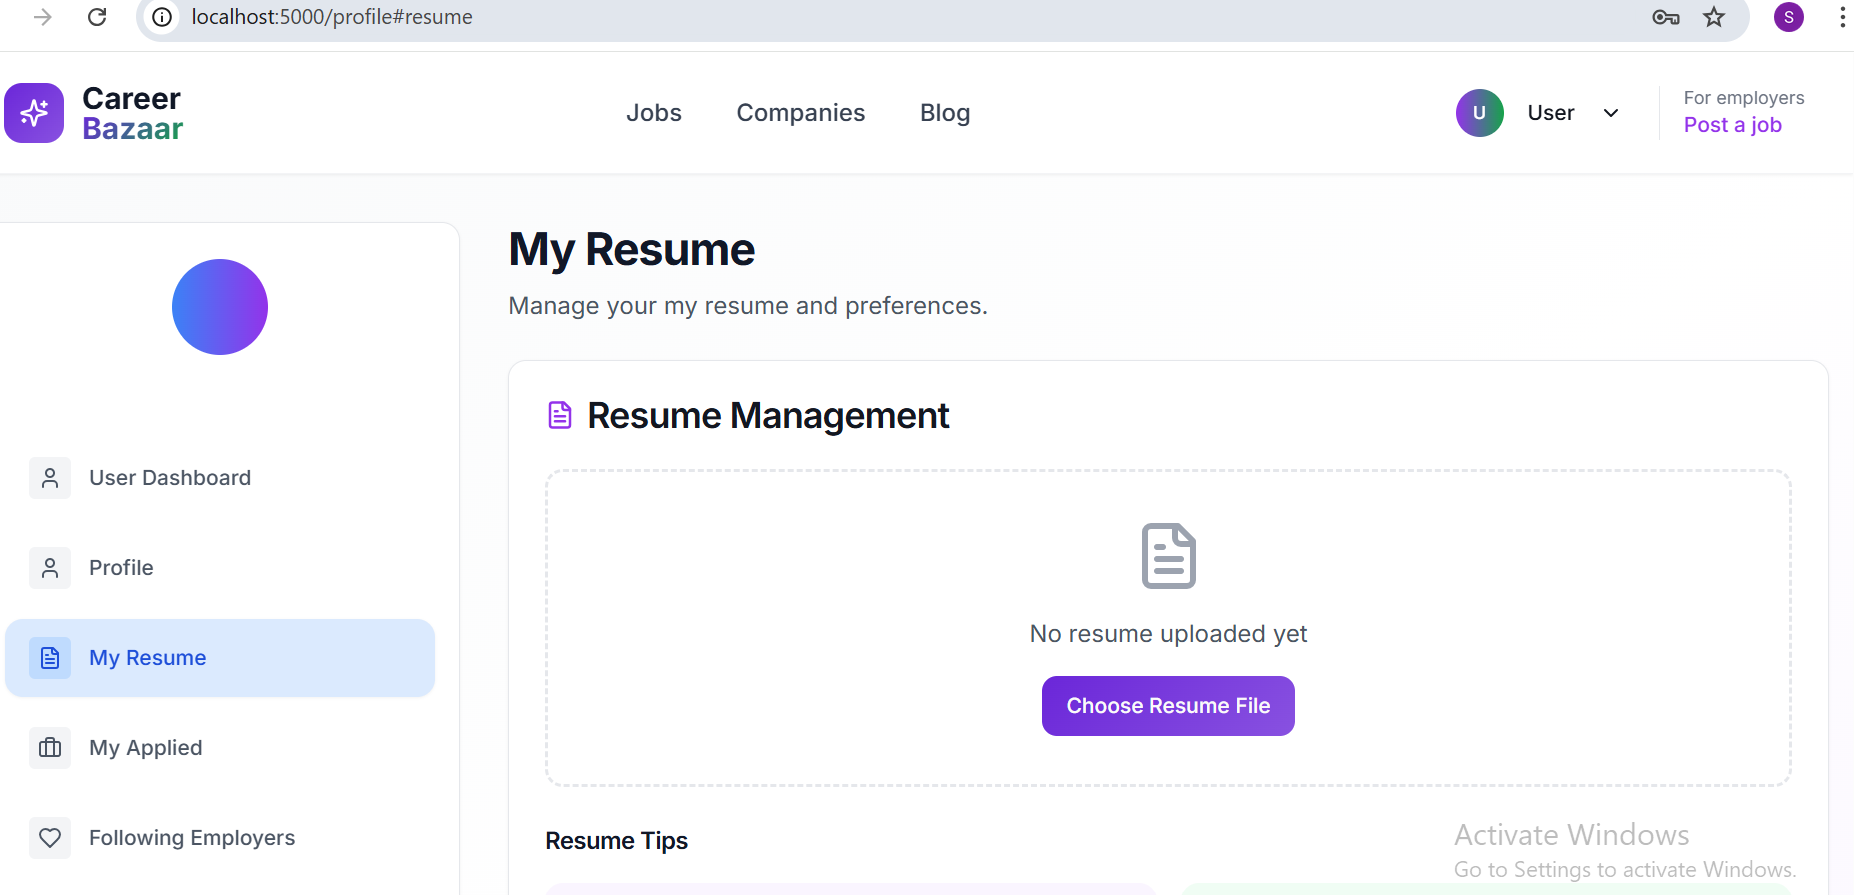 localhost:5000/profile#resume
S
Career
Bazaar
Jobs
Companies
Blog
U
User
For employers
Post a job
My Resume
Manage your my resume and preferences.
User Dashboard
Profile
My Resume
My Applied
Following Employers
Resume Management
No resume uploaded yet
Choose Resume File
Resume Tips
Activate Windows
Go to Settings to activate Windows.